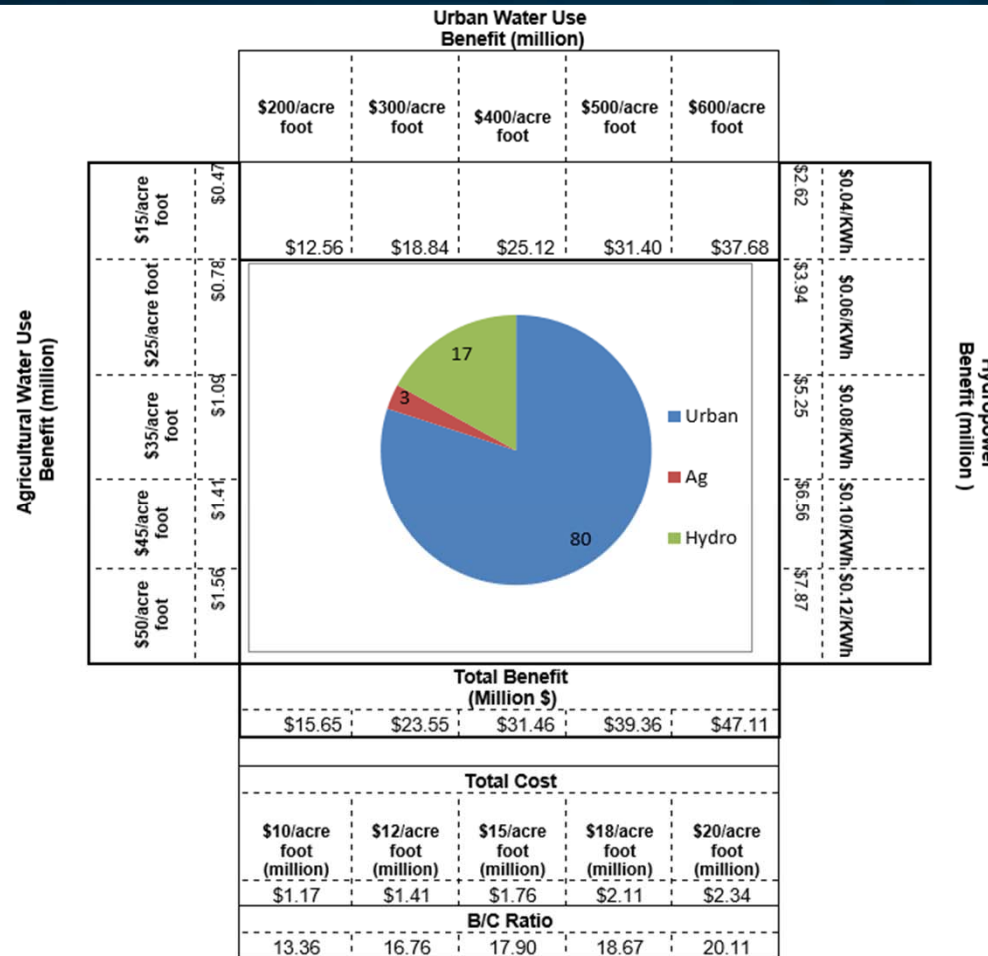 Urban Water Use
Benefit (million)
$200/acre
foot
$300/acre
foot
$400/acre
foot
$500/acre
foot
$600/acre
foot
$12.56
$18.84
$25.12
$31.40
$37.68
Agricultural Water Use
Benefit (million)
$15/acre
foot
$0.47
$25/acre foot
$0.78
$35/acre
foot
$1.09
$45/acre
foot
$1.41
$50/acre
foot
$1.56
17
3
80
Urban
Ag
Hydro
$2.62
$0.04/KWh
$3.94
$0.06/KWh
$5.25
$0.08/KWh
$6.56
$0.10/KWh
$7.87
$0.12/KWh
Hydropower
Benefit (million )
Total Benefit
(Million $)
$15.65
$23.55
$31.46
$39.36
$47.11
Total Cost
$10/acre
foot
(million)
$12/acre
foot
(million)
$15/acre
foot
(million)
$18/acre
foot
(million)
$20/acre
foot
(million)
$1.17
$1.41
$1.76
$2.11
$2.34
B/C Ratio
13.36
16.76
17.90
18.67
20.11